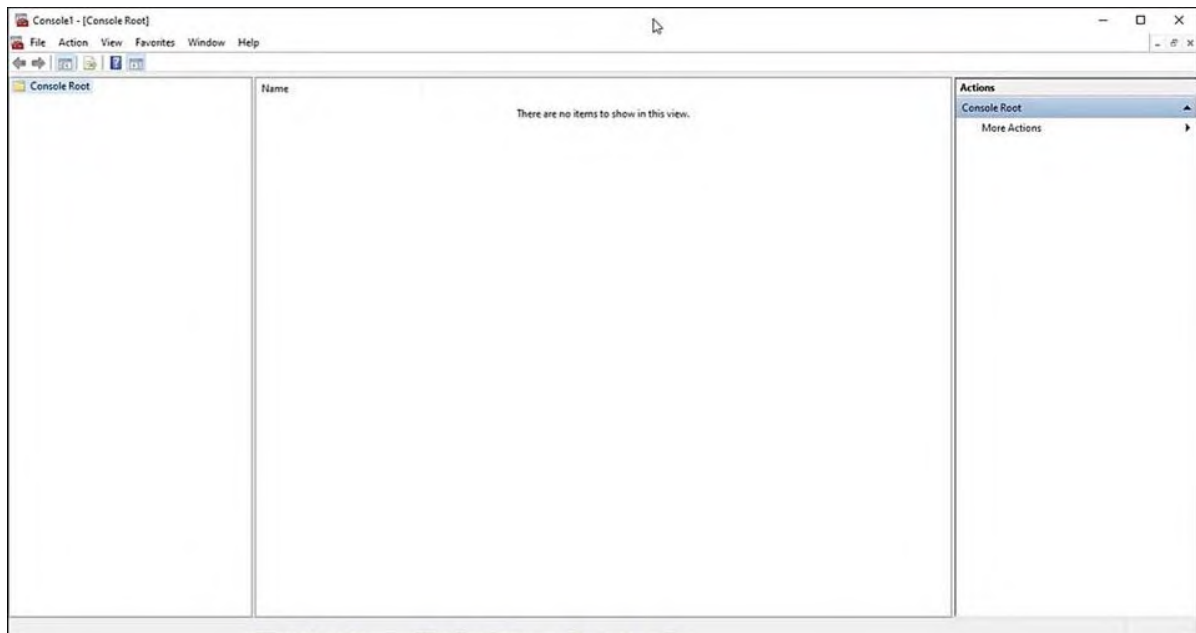 Console1 - [Console Root]
File Action View Favorites Window Help
Console Root
Name
There are no items to show in this view.
Actions
Console Root
More Actions